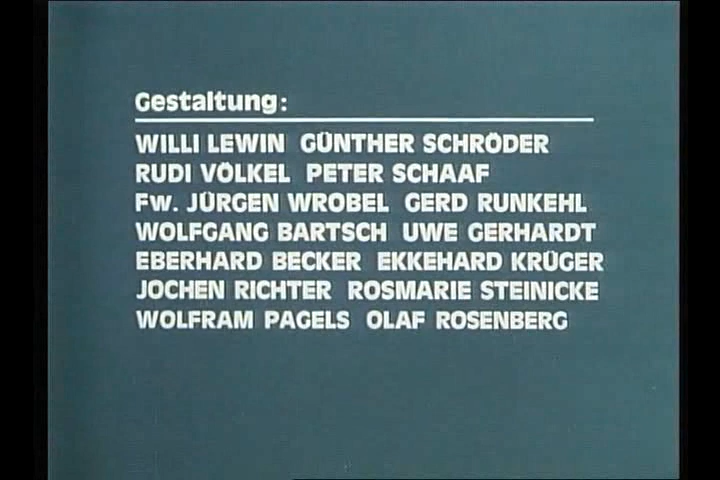 Gestaltung:
WILLI LEWIN GÜNTHER SCHRÖDER
RUDI VÖLKEL PETER SCHAAF
Fw. JÜRGEN WROBEL GERD RUNKEHL
WOLFGANG BARTSCH UWE GERHARDT
EBERHARD BECKER EKKEHARD KRÜGER
JOCHEN RICHTER ROSMARIE STEINICKE
WOLFRAM PAGELS OLAF ROSENBERG